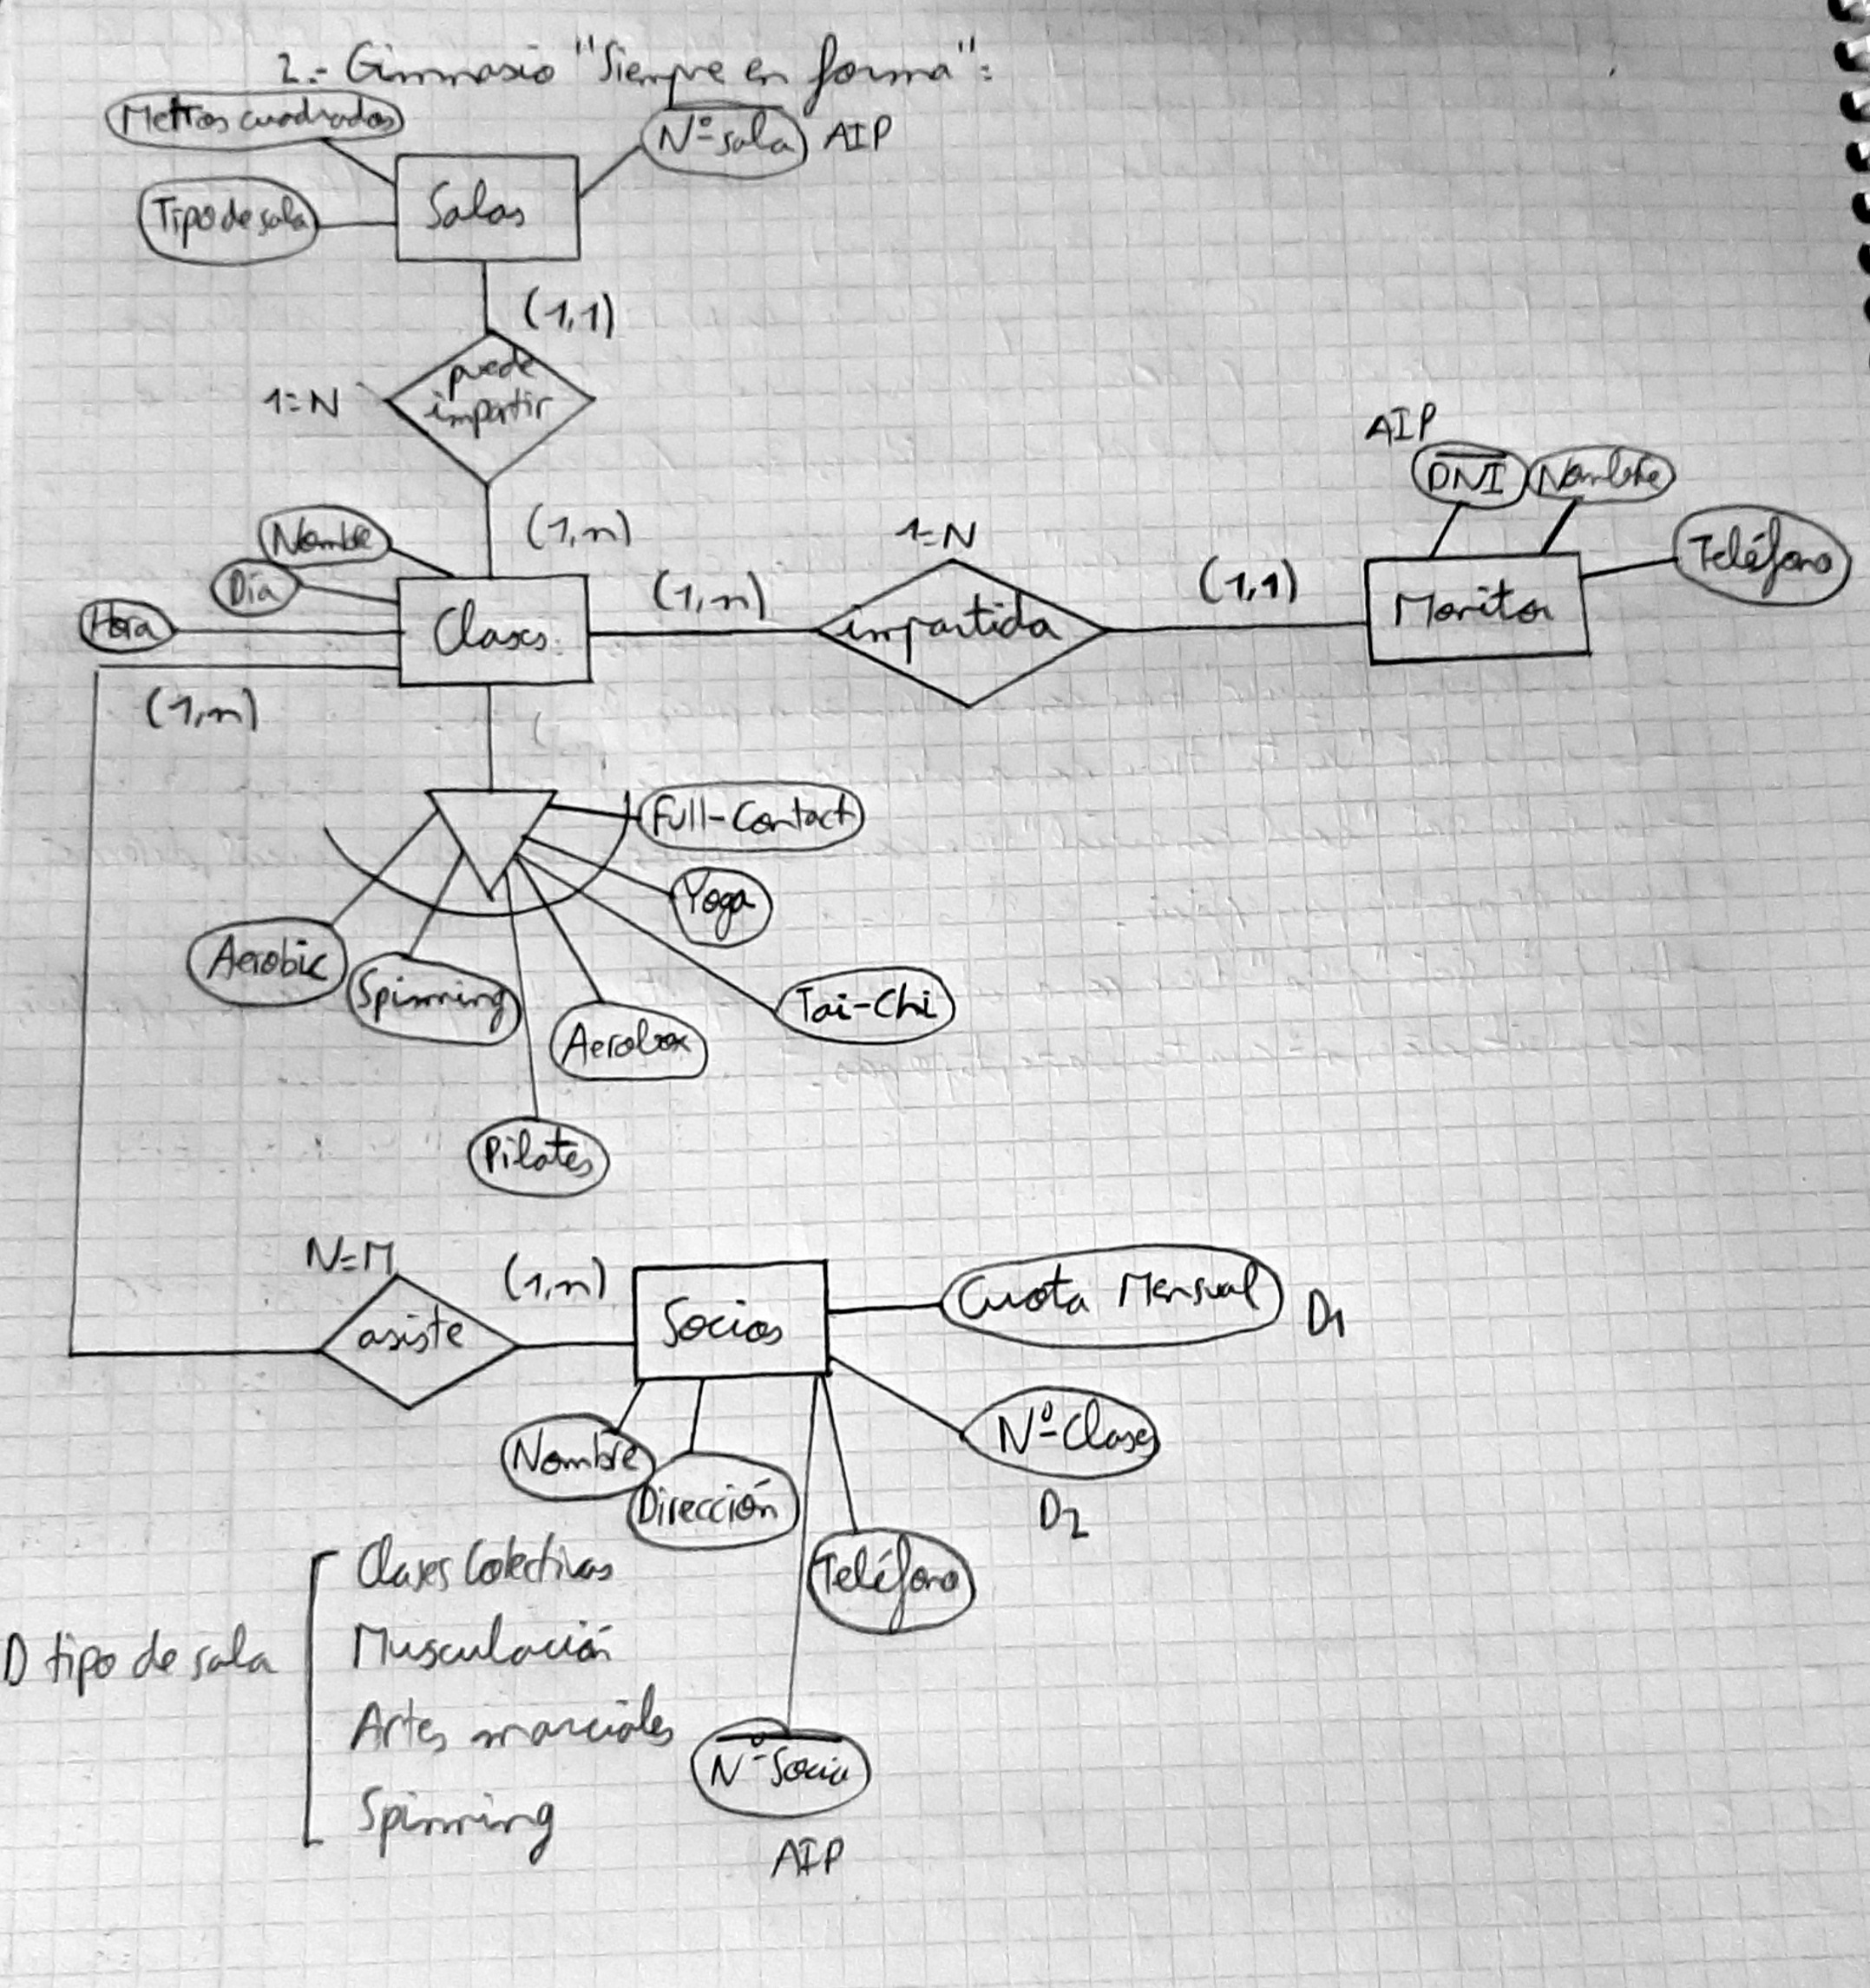 2.- Gimnasio "Siempre en forma":
Metros cuadrados
Nº sala
AIP
Tipo de sala
Salas
(1,1)
puede
impartir
1:N
(1,n)
Nombre
Día
Hora
Clases
(1,n)
1:N
impartida
(1,1)
AIP
DNI
Nombre
Teléfono
Monitor
(1,n)
Full-Contact
Yoga
Tai-Chi
Aerobic
Spinning
Aerobox
Pilates
N:M
asiste
(1,n)
Socios
Cuota Mensual
D1
Nº Clases
D2
Nombre
Dirección
Teléfono
Nº Socio
AIP
D tipo de sala
Clases Colectivas
Musculación
Artes marciales
Spinning